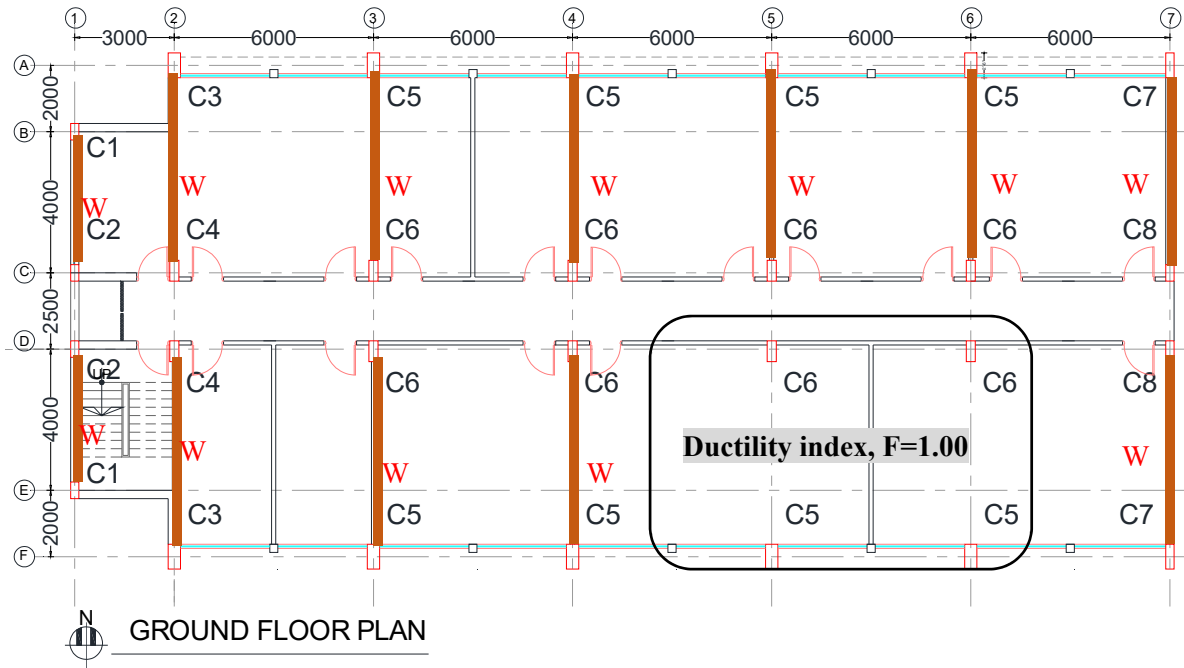 1 2 3 4 5 6 7
3000 6000 6000 6000 6000 6000
A
C3 C5 C5 C5 C5 C7
2000
B
C1
4000
W W W W W W W
C2 C4 C6 C6 C6 C6 C8
C
2500
D
C2 C4 C6 C6 C6 C6 C8
UP
4000
Ductility index, F=1.00
W W W W W
C1
E
C3 C5 C5 C5 C5 C7
2000
F
N
GROUND FLOOR PLAN